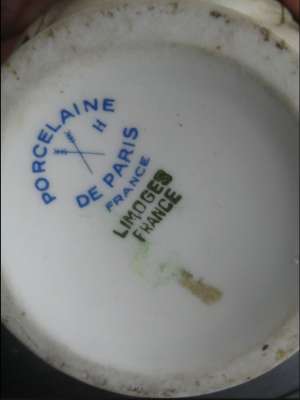 PORCELAINE
H
DE PARIS
FRANCE
LIMOGES
FRANCE